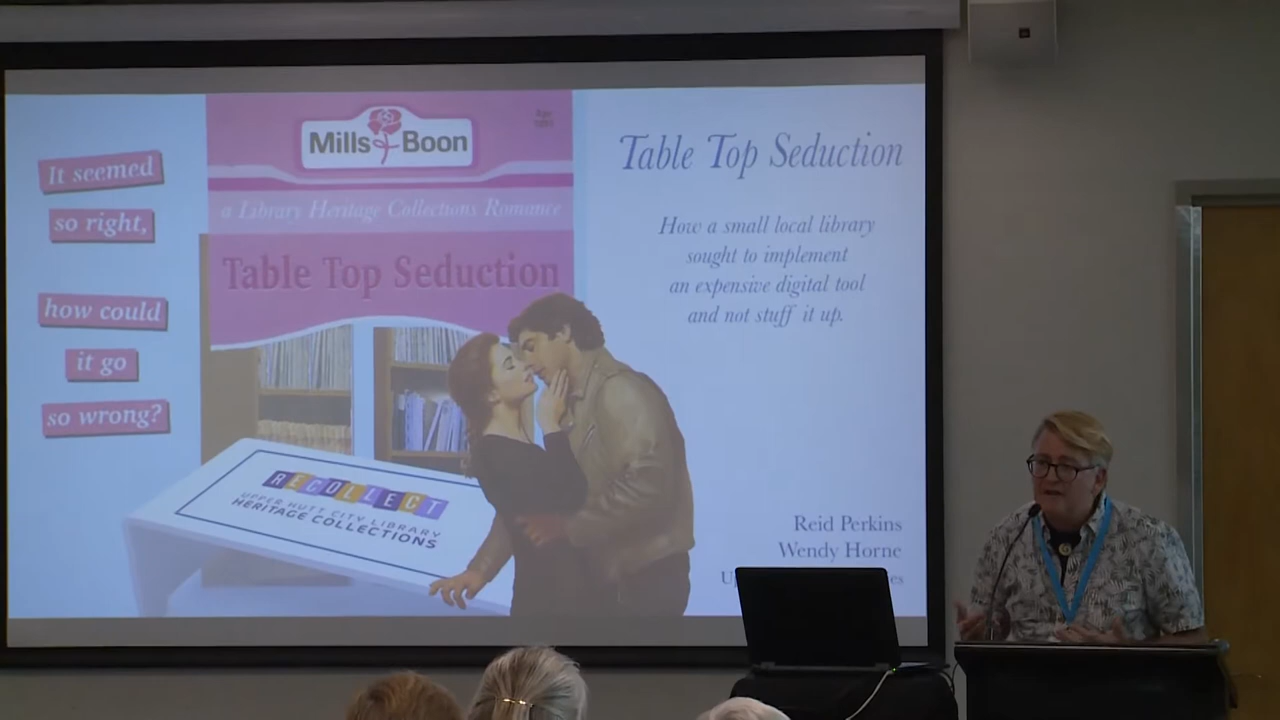 It seemed
so right,
how could
it go
so wrong?
Mills Boon
a Library Heritage Collections Romance
Table Top Seduction
RECOLLECT
UPPER HUTT CITY LIBRARY
HERITAGE COLLECTIONS
Table Top Seduction
How a small local library
sought to implement
an expensive digital tool
and not stuff it up.
Reid Perkins
Wendy Horne